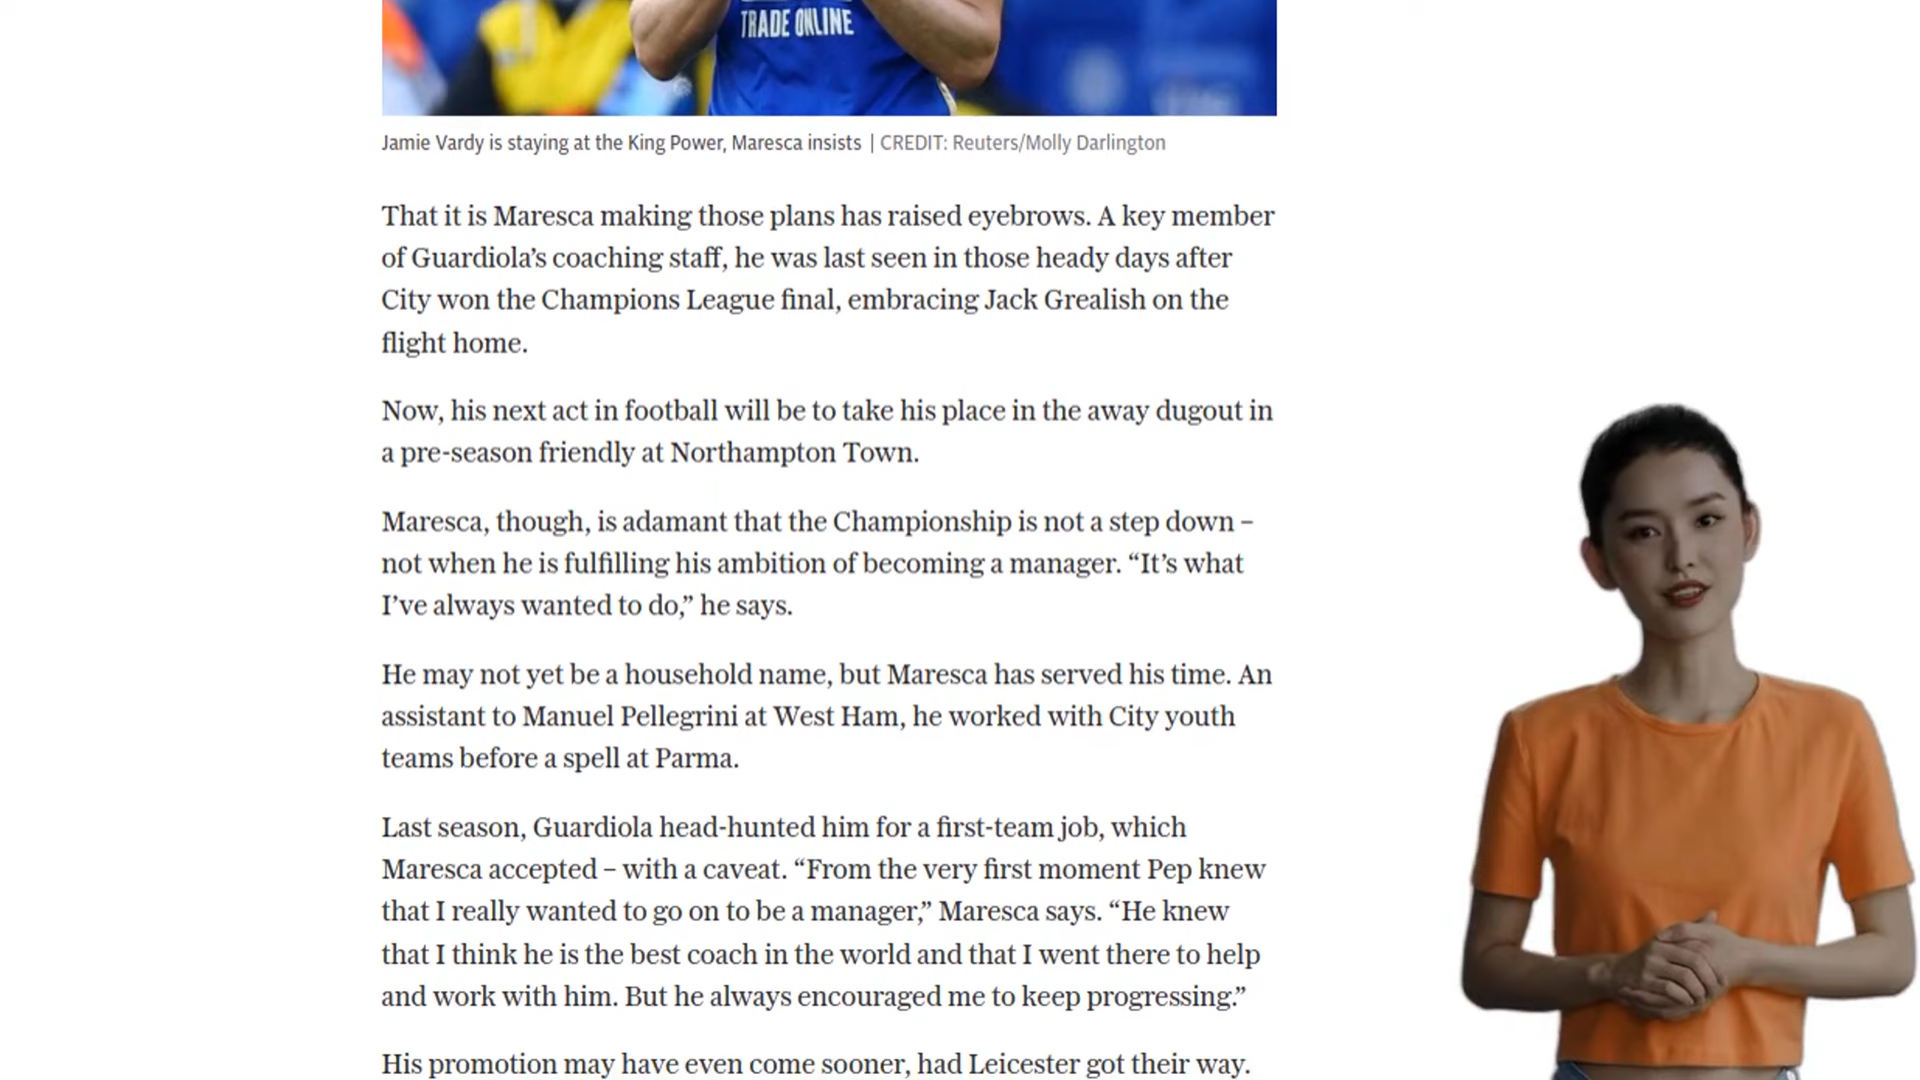 TRADE ONLINE
Jamie Vardy is staying at the King Power, Maresca insists | CREDIT: Reuters/Molly Darlington
That it is Maresca making those plans has raised eyebrows. A key member
of Guardiola’s coaching staff, he was last seen in those heady days after
City won the Champions League final, embracing Jack Grealish on the
flight home.
Now, his next act in football will be to take his place in the away dugout in
a pre-season friendly at Northampton Town.
Maresca, though, is adamant that the Championship is not a step down –
not when he is fulfilling his ambition of becoming a manager. “It’s what
I’ve always wanted to do,” he says.
He may not yet be a household name, but Maresca has served his time. An
assistant to Manuel Pellegrini at West Ham, he worked with City youth
teams before a spell at Parma.
Last season, Guardiola head-hunted him for a first-team job, which
Maresca accepted – with a caveat. “From the very first moment Pep knew
that I really wanted to go on to be a manager,” Maresca says. “He knew
that I think he is the best coach in the world and that I went there to help
and work with him. But he always encouraged me to keep progressing.”
His promotion may have even come sooner, had Leicester got their way.